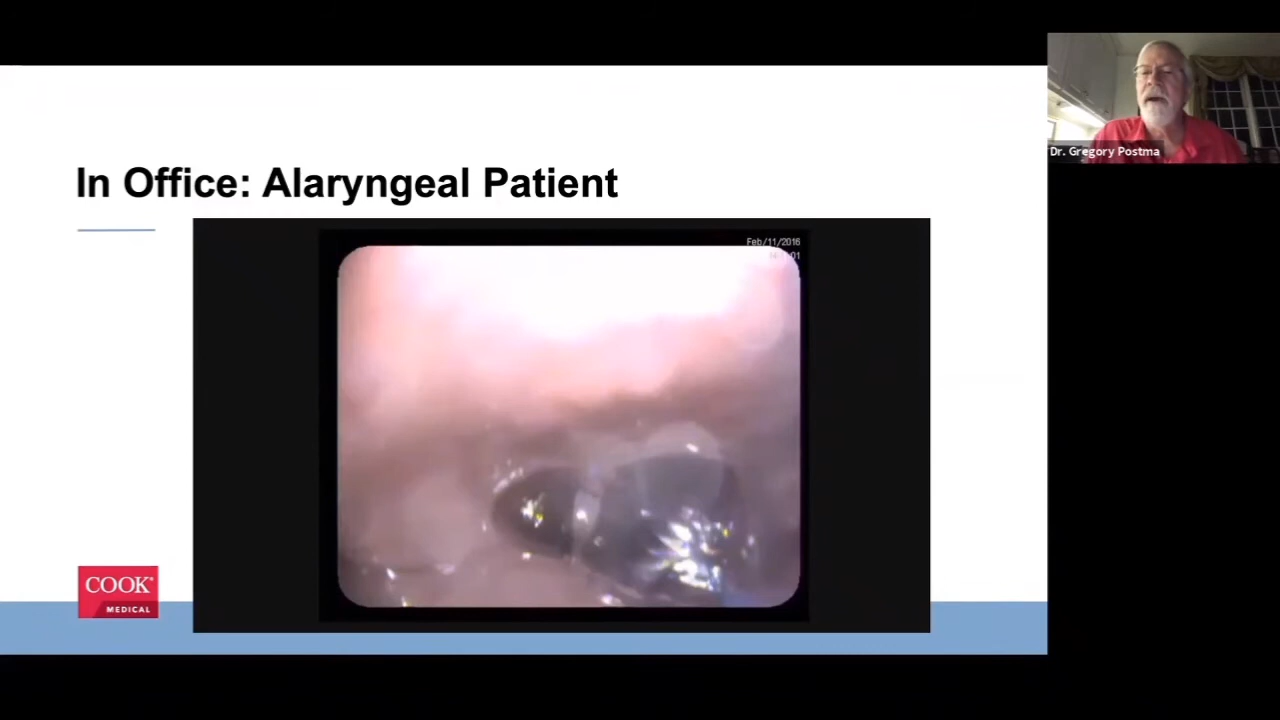 In Office: Alaryngeal Patient
Feb/11/2016
Dr. Gregory Postma
COOK
MEDICAL